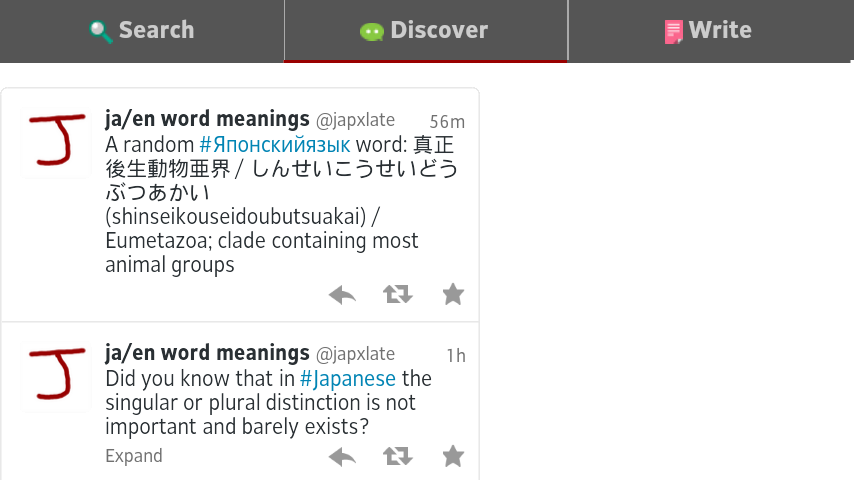 Search
Discover
Write
ja/en word meanings @japxlate 56m
A random #Японскийязык word: 真正
後生動物亜界 / しんせいこうせいどう
ぶつあかい
(shinseikouseidoubutsuakai) /
Eumetazoa; clade containing most
animal groups
ja/en word meanings @japxlate 1h
Did you know that in #Japanese the
singular or plural distinction is not
important and barely exists?
Expand